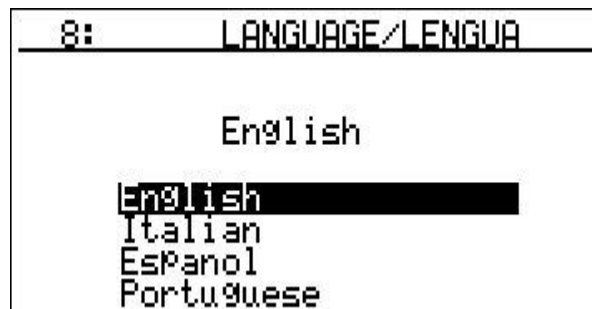 8: LANGUAGE/LENGUA
English
English
Italian
Espanol
Portuguese